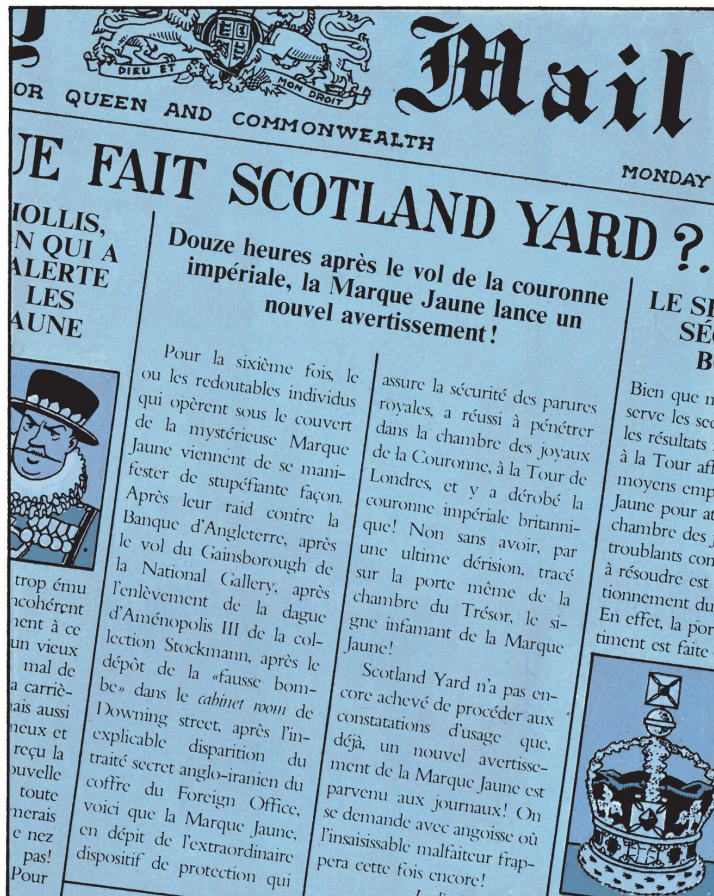 DIEU ET MON DROIT
Mail
OR QUEEN AND COMMONWEALTH
MONDAY
UE FAIT SCOTLAND YARD ?..
HOLLIS,
N QUI A
ALERTE
LES
AUNE
trop ému
ncohérent
ment à ce
un vieux
mal de
a carriè-
ais aussi
neux et
reçu la
ouvelle
toute
merais
e nez
pas!
Pour
Douze heures après le vol de la couronne
impériale, la Marque Jaune lance un
nouvel avertissement!
Pour la sixième fois, le
ou les redoutables individus
qui opèrent sous le couvert
de la mystérieuse Marque
Jaune viennent de se mani-
fester de stupéfiante façon.
Après leur raid contre la
Banque d'Angleterre, après
le vol du Gainsborough de
la National Gallery, après
l'enlèvement de la dague
d'Aménopolis III de la col-
lection Stockmann, après le
dépôt de la «fausse bom-
be» dans le cabinet room de
Downing street, après l'in-
explicable disparition du
traité secret anglo-iranien du
coffre du Foreign Office,
voici que la Marque Jaune,
en dépit de l'extraordinaire
dispositif de protection qui
assure la sécurité des parures
royales, a réussi à pénétrer
dans la chambre des joyaux
de la Couronne, à la Tour de
Londres, et y a dérobé la
couronne impériale britanni-
que! Non sans avoir, par
une ultime dérision, tracé
sur la porte même de la
chambre du Trésor, le si-
gne infamant de la Marque
Jaune!
Scotland Yard n'a pas en-
core achevé de procéder aux
constatations d'usage que,
déjà, un nouvel avertisse-
ment de la Marque Jaune est
parvenu aux journaux! On
se demande avec angoisse où
l'insaisissable malfaiteur frap-
pera cette fois encore!
LE SE
SÉC
B
Bien que n
serve les sec
les résultats
à la Tour aff
moyens emp
Jaune pour at
chambre des j
troublants con
à résoudre est
tionnement du
En effet, la por
timent est faite